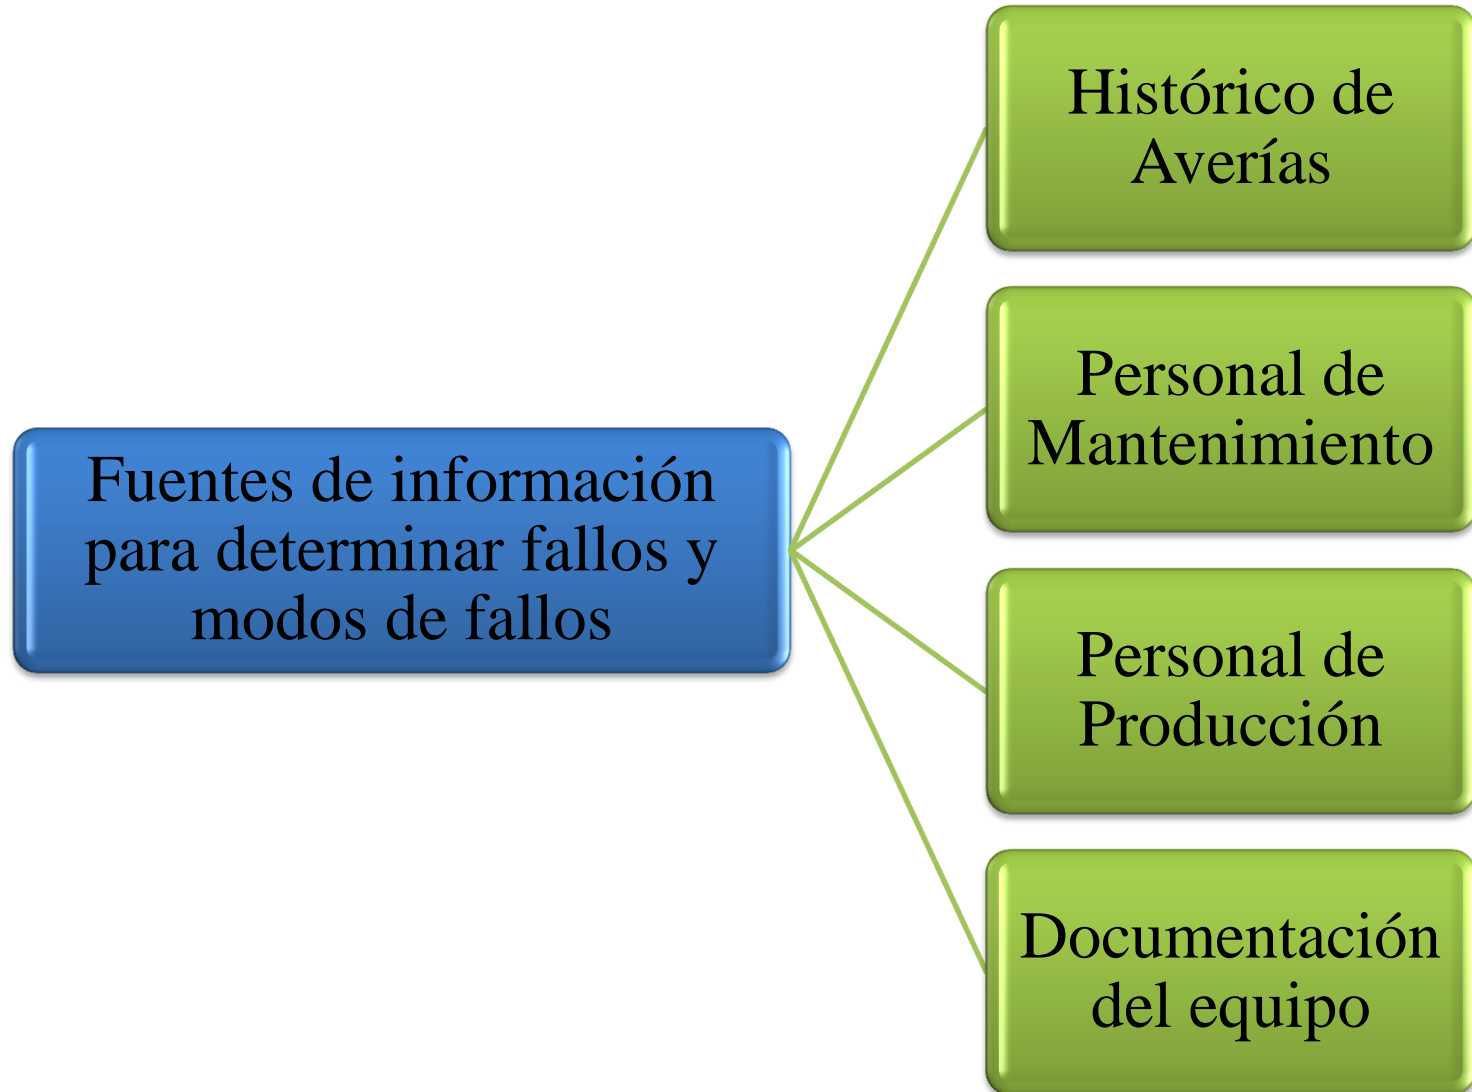 Histórico de
Averías
Personal de
Mantenimiento
Fuentes de información
para determinar fallos y
modos de fallos
Personal de
Producción
Documentación
del equipo